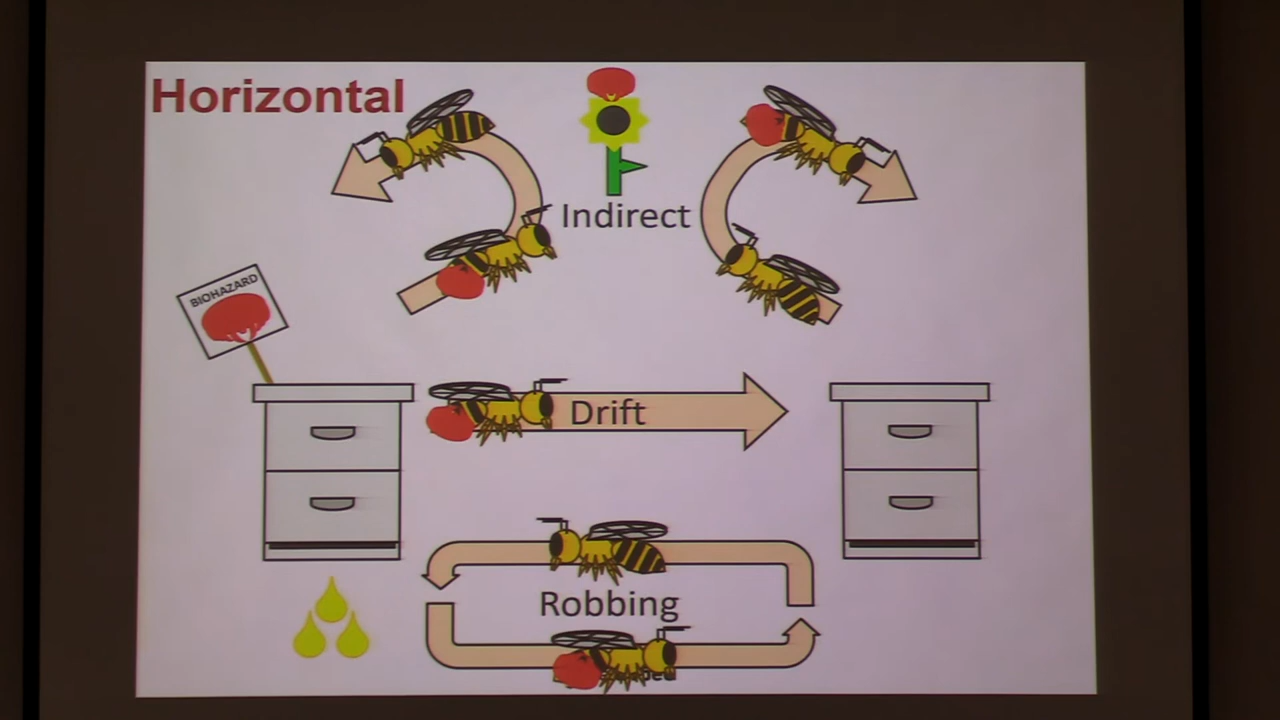 Horizontal
Indirect
BIOHAZARD
Drift
Robbing